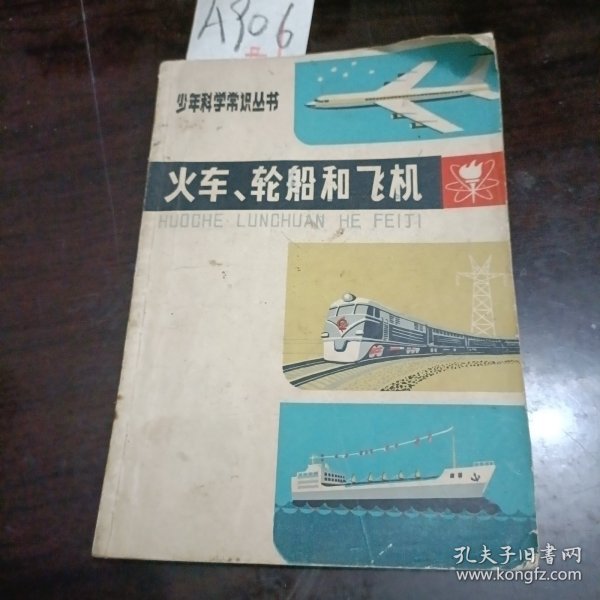 A906
少年科学常识丛书
火车、轮船和飞机
HUOCHE LUNCHUAN HE FEIJI
孔夫子旧书网
www.kongfz.com